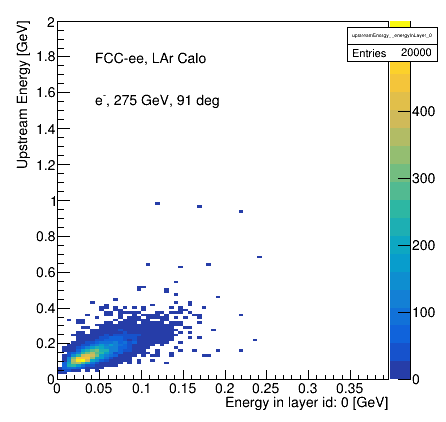 upstreamEnergy_energyInLayer_0
Entries 20000
FCC-ee, LAr Calo
e-, 275 GeV, 91 deg
Upstream Energy [GeV]
2
1.8
1.6
1.4
1.2
1
0.8
0.6
0.4
0.2
0
0 0.05 0.1 0.15 0.2 0.25 0.3 0.35
Energy in layer id: 0 [GeV]
400
300
200
100
0